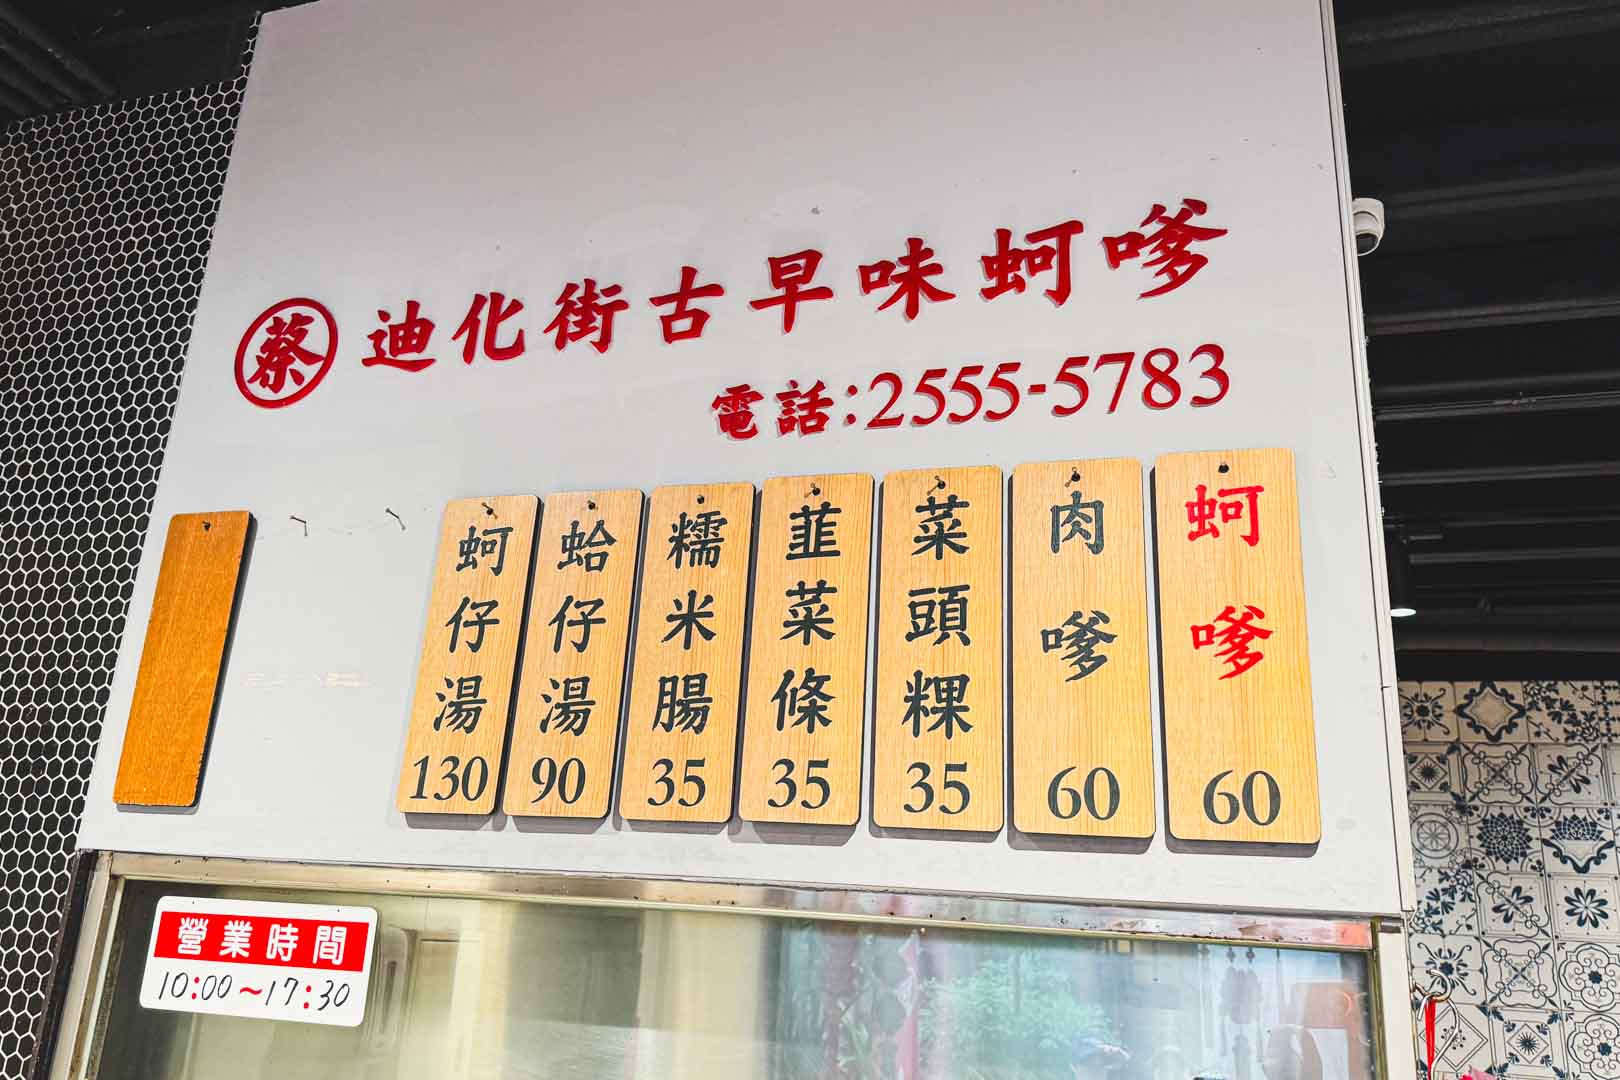 蔡 迪化街古早味蚵嗲
電話:2555-5783
蚵嗲 60
肉嗲 60
菜頭粿 35
韮菜條 35
糯米腸 35
蛤仔湯 90
蚵仔湯 130
營業時間
10:00~17:30